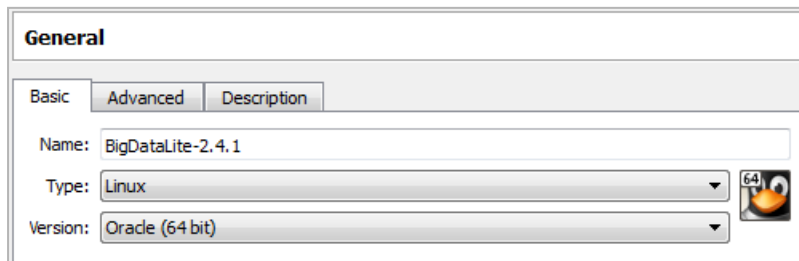 General
Basic Advanced Description
Name: BigDataLite-2.4.1
Type: Linux 64
Version: Oracle (64 bit)